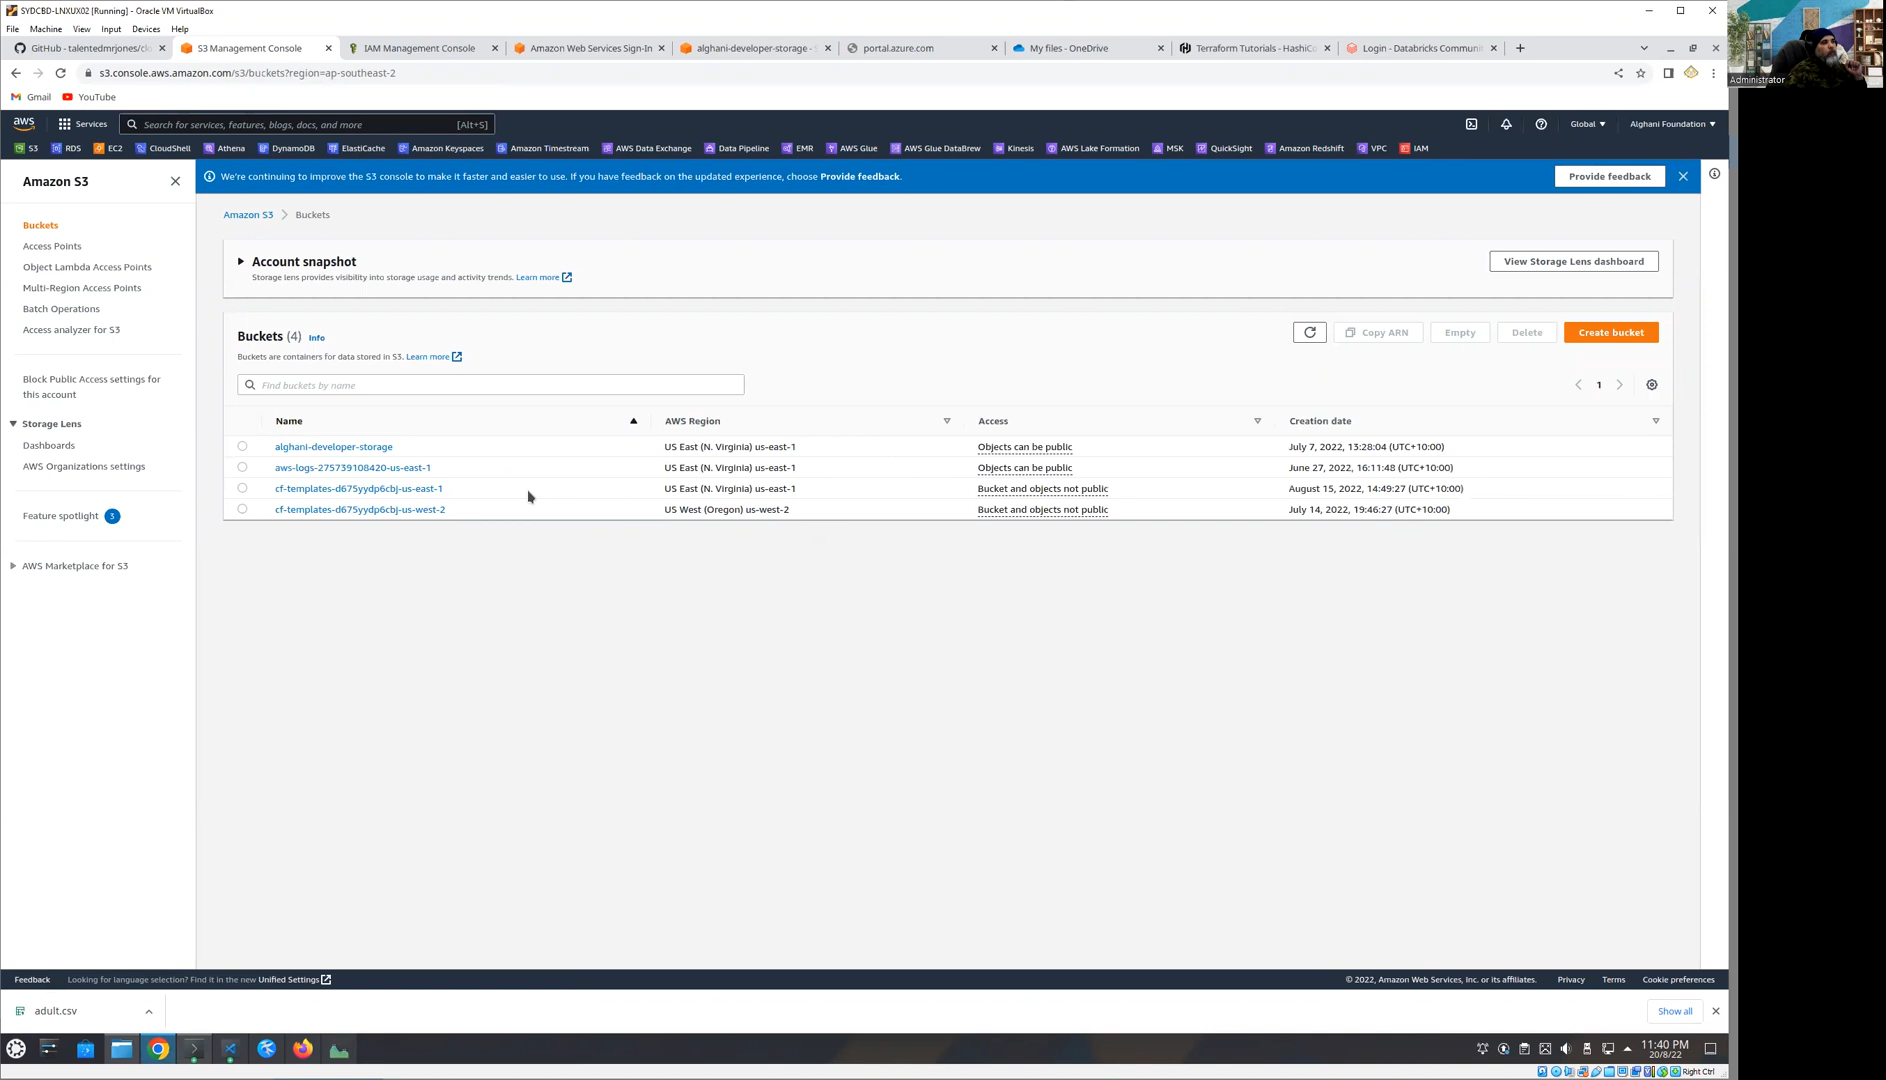 SYDCBD-LNXUX02 [Running] - Oracle VM VirtualBox
File Machine View Input Devices Help
GitHub - talentedmrjones/clo
S3 Management Console
IAM Management Console
Amazon Web Services Sign-In
alghani-developer-storage - S
portal.azure.com
My files - OneDrive
Terraform Tutorials - HashiCo
Login - Databricks Communi
s3.console.aws.amazon.com/s3/buckets?region=ap-southeast-2
Gmail YouTube
Administrator
aws Services Search for services, features, blogs, docs, and more [Alt+S] Global Alghani Foundation
S3 RDS EC2 CloudShell Athena DynamoDB ElastiCache Amazon Keyspaces Amazon Timestream AWS Data Exchange Data Pipeline EMR AWS Glue AWS Glue DataBrew Kinesis AWS Lake Formation MSK QuickSight Amazon Redshift VPC IAM
Amazon S3
Buckets
Access Points
Object Lambda Access Points
Multi-Region Access Points
Batch Operations
Access analyzer for S3
Block Public Access settings for
this account
Storage Lens
Dashboards
AWS Organizations settings
Feature spotlight 3
AWS Marketplace for S3
We're continuing to improve the S3 console to make it faster and easier to use. If you have feedback on the updated experience, choose Provide feedback.
Provide feedback
Amazon S3 Buckets
Account snapshot
Storage lens provides visibility into storage usage and activity trends. Learn more
View Storage Lens dashboard
Buckets (4) Info
Buckets are containers for data stored in S3. Learn more
Copy ARN Empty Delete Create bucket
Find buckets by name
1
Name AWS Region Access Creation date
alghani-developer-storage US East (N. Virginia) us-east-1 Objects can be public July 7, 2022, 13:28:04 (UTC+10:00)
aws-logs-275739108420-us-east-1 US East (N. Virginia) us-east-1 Objects can be public June 27, 2022, 16:11:48 (UTC+10:00)
cf-templates-d675yydp6cbj-us-east-1 US East (N. Virginia) us-east-1 Bucket and objects not public August 15, 2022, 14:49:27 (UTC+10:00)
cf-templates-d675yydp6cbj-us-west-2 US West (Oregon) us-west-2 Bucket and objects not public July 14, 2022, 19:46:27 (UTC+10:00)
Feedback Looking for language selection? Find it in the new Unified Settings © 2022, Amazon Web Services, Inc. or its affiliates. Privacy Terms Cookie preferences
adult.csv Show all
11:40 PM
20/8/22
Right Ctrl